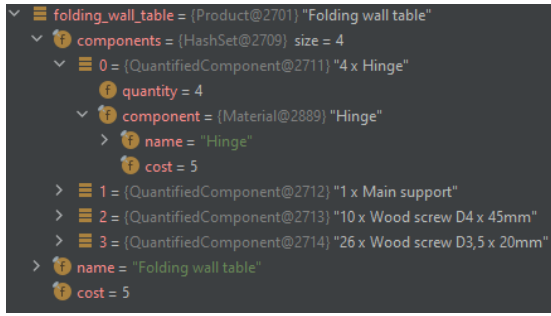 folding_wall_table = {Product@2701} "Folding wall table"
components = {HashSet@2709} size = 4
0 = {QuantifiedComponent@2711} "4 x Hinge"
f quantity = 4
component = {Material@2889} "Hinge"
name = "Hinge"
cost = 5
1 = {QuantifiedComponent@2712} "1 x Main support"
2 = {QuantifiedComponent@2713} "10 x Wood screw D4 x 45mm"
3 = {QuantifiedComponent@2714} "26 x Wood screw D3,5 x 20mm"
name = "Folding wall table"
cost = 5